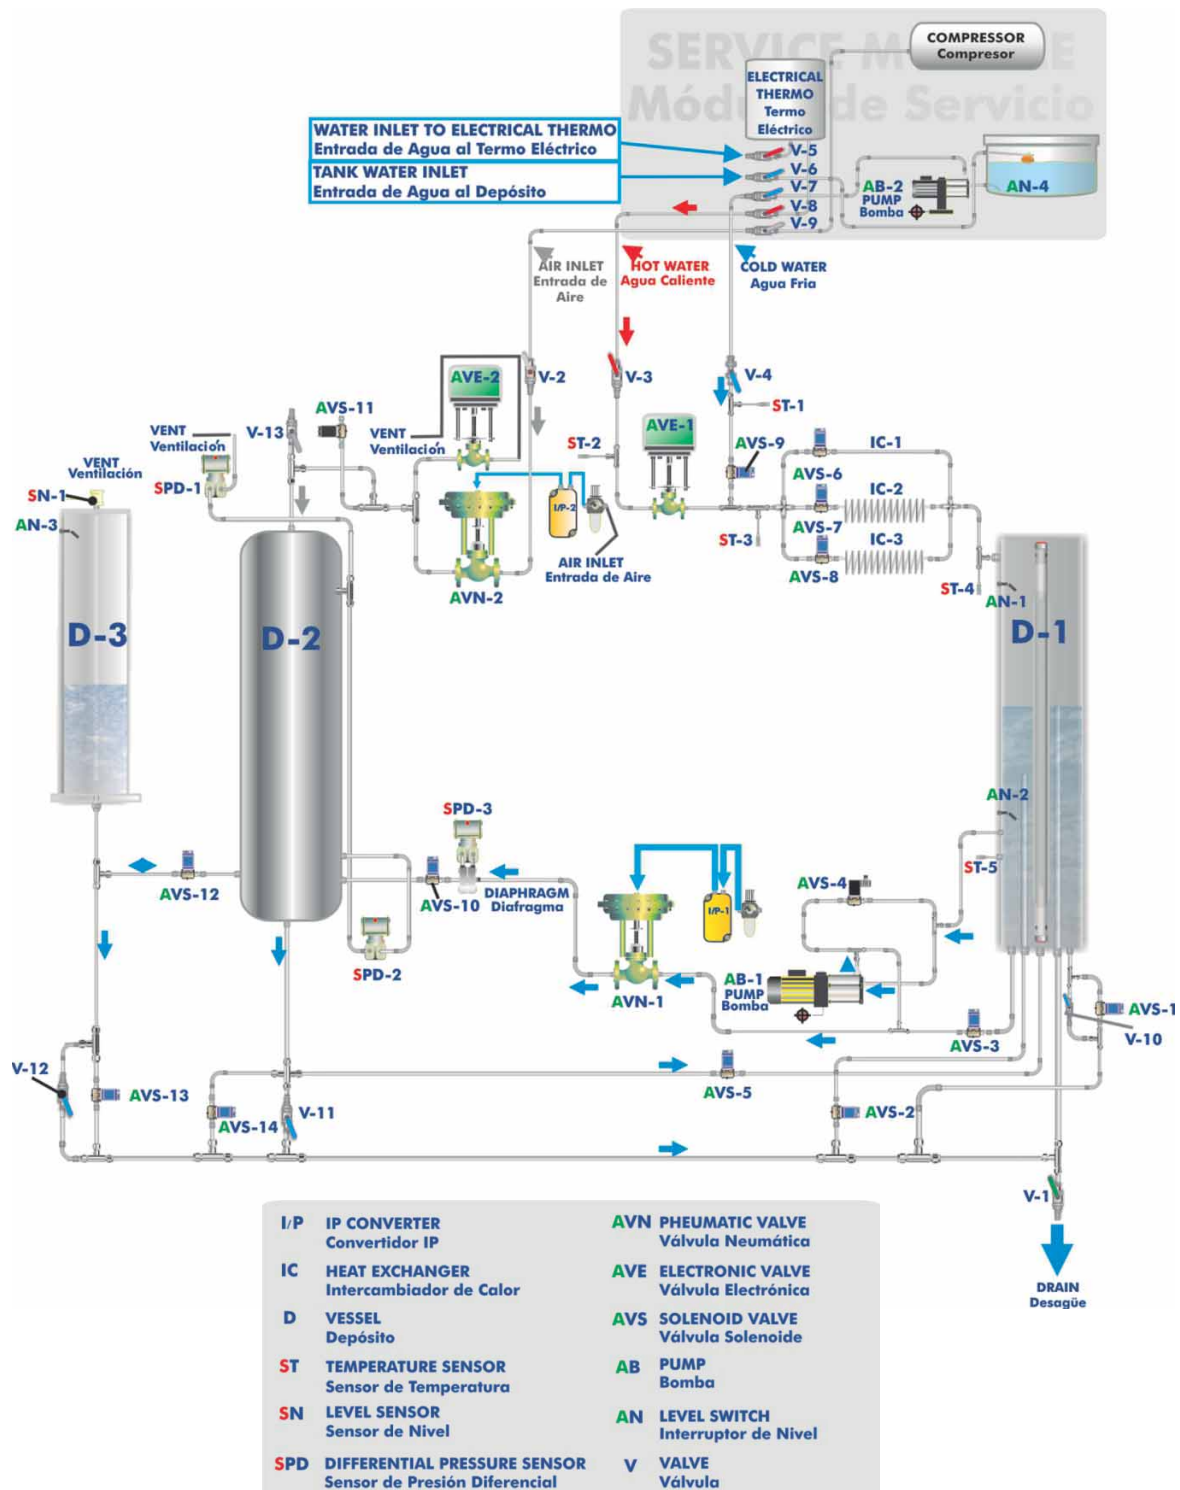 SERVICE M
Módu de Servicio
COMPRESSOR
Compresor
ELECTRICAL
THERMO
Termo
Eléctrico
WATER INLET TO ELECTRICAL THERMO
Entrada de Agua al Termo Eléctrico
TANK WATER INLET
Entrada de Agua al Depósito
V-5
V-6
V-7
V-8
V-9
AB-2
PUMP
Bomba
AN-4
AIR INLET
Entrada de
Aire
HOT WATER
Agua Caliente
COLD WATER
Agua Fria
AVE-2
V-2
V-3
V-4
ST-1
AVS-11
VENT
Ventilación
V-13
VENT
Ventilación
ST-2
AVE-1
AVS-9
IC-1
AVS-6
VENT
Ventilación
SPD-1
SN-1
AN-3
I/P-2
IC-2
AVS-7
ST-3
IC-3
AVS-8
AIR INLET
Entrada de Aire
AVN-2
ST-4
AN-1
D-3
D-2
D-1
SPD-3
AN-2
ST-5
AVS-12
AVS-10
DIAPHRAGM
Diafragma
I/P-1
AVS-4
SPD-2
AVN-1
AB-1
PUMP
Bomba
AVS-3
AVS-1
V-10
V-12
AVS-13
AVS-14
V-11
AVS-5
AVS-2
V-1
DRAIN
Desagüe
I/P IP CONVERTER
Convertidor IP
IC HEAT EXCHANGER
Intercambiador de Calor
D VESSEL
Depósito
ST TEMPERATURE SENSOR
Sensor de Temperatura
SN LEVEL SENSOR
Sensor de Nivel
SPD DIFFERENTIAL PRESSURE SENSOR
Sensor de Presión Diferencial
AVN PHEUMATIC VALVE
Válvula Neumática
AVE ELECTRONIC VALVE
Válvula Electrónica
AVS SOLENOID VALVE
Válvula Solenoide
AB PUMP
Bomba
AN LEVEL SWITCH
Interruptor de Nivel
V VALVE
Válvula